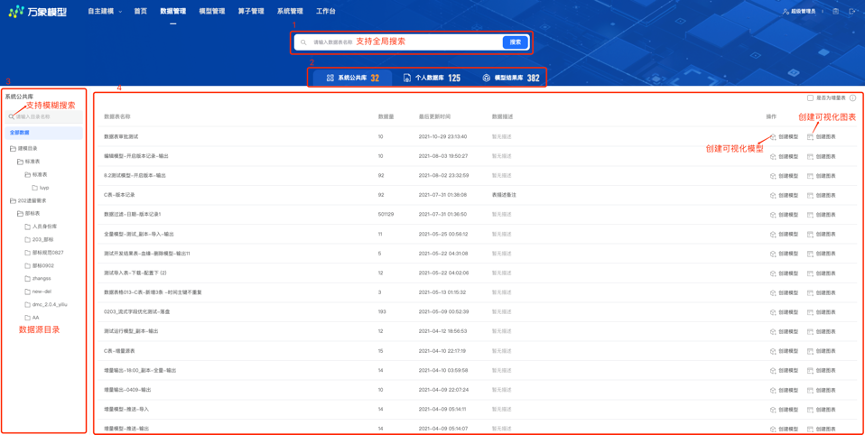 万象模型
自主建模 首页 数据管理 模型管理 算子管理 系统管理 工作台
超级管理员
1
请输入数据表名称 支持全局搜索 搜索
2
系统公共库 32 个人数据库 125 模型结果库 382
3
4
系统公共库
支持模糊搜索
请输入目录名称
全部数据
建模目录
标准表
标准表
luyp
202遗留需求
原标表
人员身份库
203_原标
原标规范0827
原标0902
zhangss
new-del
dmc_2.0.4_yiliu
AA
数据源目录
是否为增量表
数据表名称 数据量 最后更新时间 数据描述 操作
创建可视化图表
数据表审批测试 10 2021-10-29 23:13:40 暂无描述 创建模型 创建图表
创建可视化模型
编辑模型-开启版本记录-输出 10 2021-08-03 19:50:27 暂无描述 创建模型 创建图表
8.2测试模型-开启版本-输出 92 2021-08-02 23:32:59 暂无描述 创建模型 创建图表
C表-版本记录 92 2021-07-31 01:38:08 表描述备注 创建模型 创建图表
数据过滤-日期-版本记录1 501129 2021-07-31 01:36:50 暂无描述 创建模型 创建图表
全量模型-测试_副本-导入-输出 11 2021-05-25 05:59:12 暂无描述 创建模型 创建图表
测试开发结果表-血缘-删除模型-输出11 5 2021-05-22 04:31:08 暂无描述 创建模型 创建图表
测试导入表-下载-配置下 (2) 12 2021-05-22 04:02:06 暂无描述 创建模型 创建图表
数据表格013-C表-新增3条 -时间主键不重复 3 2021-05-13 01:15:32 暂无描述 创建模型 创建图表
0203_流式字段优化测试-准备 193 2021-05-09 00:52:39 暂无描述 创建模型 创建图表
测试运行模型_副本-输出 12 2021-04-12 18:56:53 暂无描述 创建模型 创建图表
C表-增量源表 15 2021-04-10 22:17:19 暂无描述 创建模型 创建图表
增量输出-18:00_副本-全量-输出 14 2021-04-10 03:59:58 暂无描述 创建模型 创建图表
增量输出-0409-输出 10 2021-04-09 22:07:24 暂无描述 创建模型 创建图表
增量模型-推送-导入 14 2021-04-09 05:14:11 暂无描述 创建模型 创建图表
增量模型-推送-输出 14 2021-04-09 05:14:07 暂无描述 创建模型 创建图表